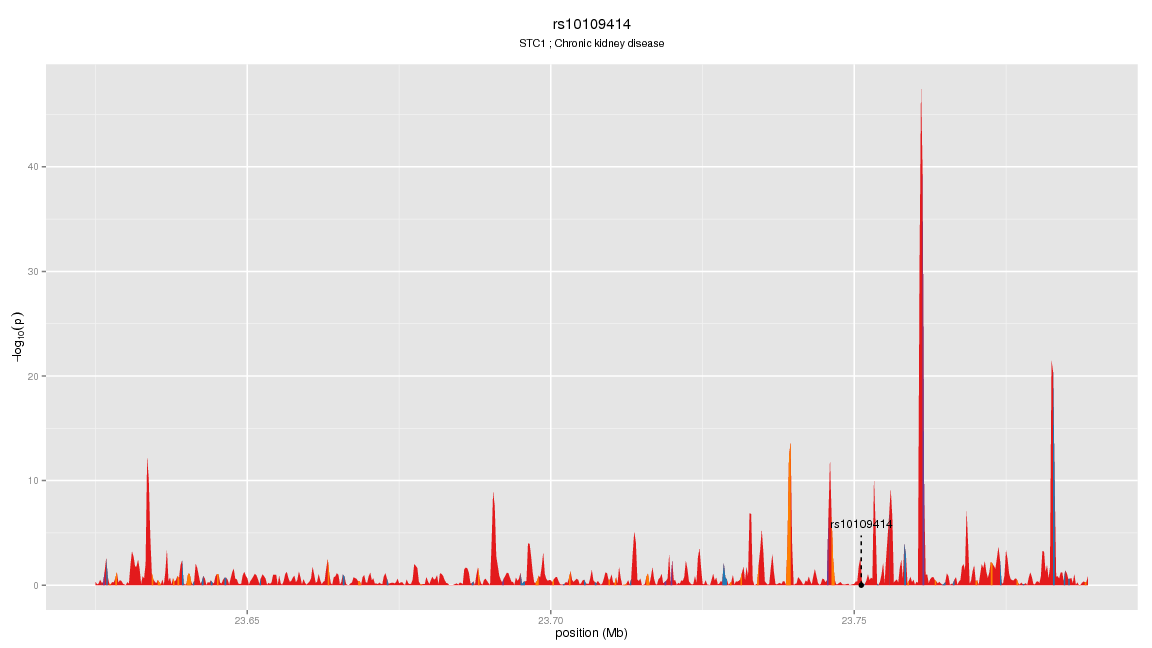 rs10109414
STC1 ; Chronic kidney disease
−log10(p)
40
30
20
10
0
rs10109414
23.65
23.70
23.75
position (Mb)